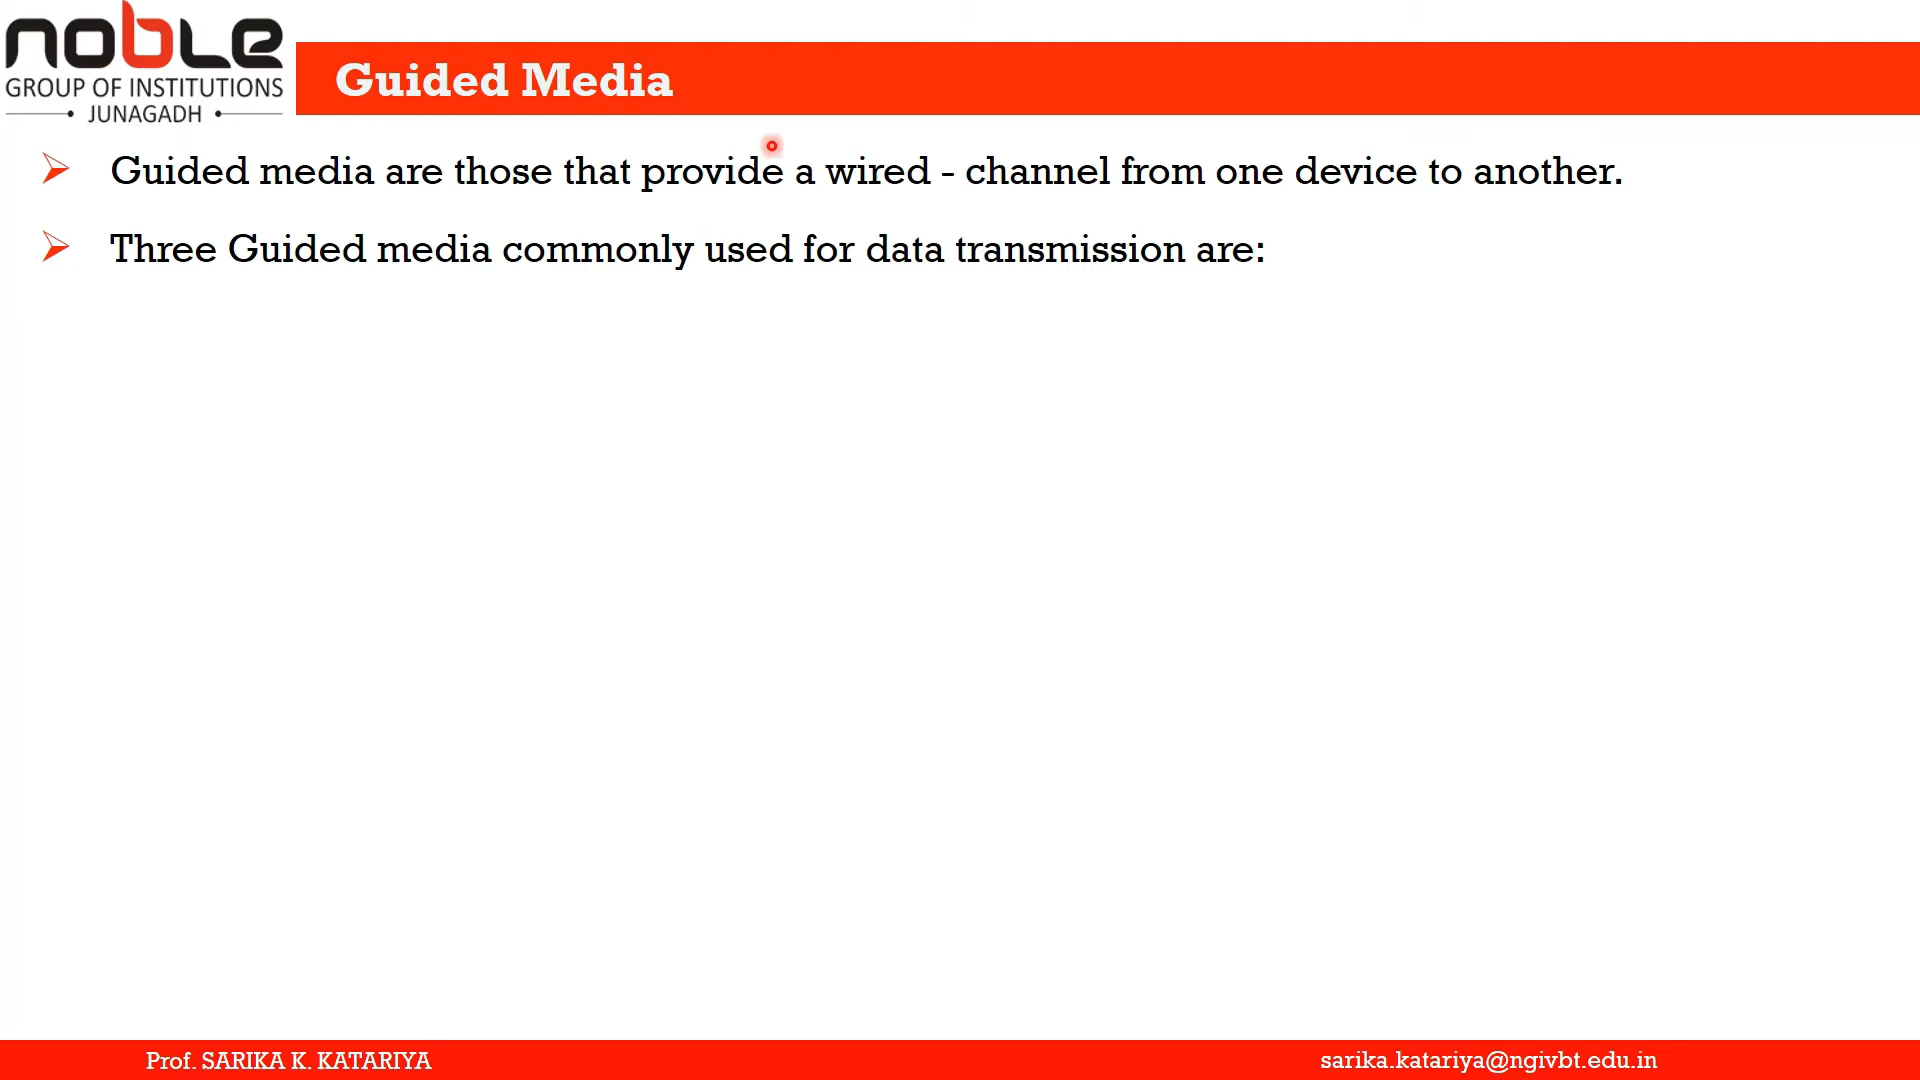 noble
GROUP OF INSTITUTIONS
JUNAGADH
Guided Media
Guided media are those that provide a wired - channel from one device to another.
Three Guided media commonly used for data transmission are:
Prof. SARIKA K. KATARIYA
sarika.katariya@ngivbt.edu.in